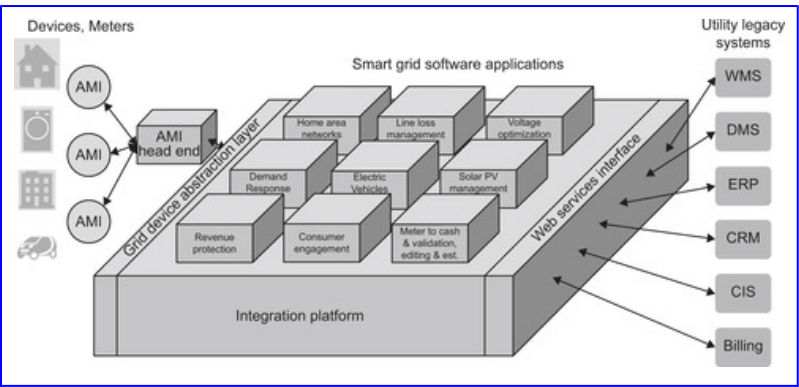 Devices, Meters
Utility legacy
systems
Smart grid software applications
AMI
AMI
AMI
AMI
head end
Grid device abstraction layer
Home area
networks
Line loss
management
Voltage
optimization
Demand
Response
Electric
Vehicles
Solar PV
management
Revenue
protection
Consumer
engagement
Meter to cash
& validation,
editing & est.
Web services interface
Integration platform
WMS
DMS
ERP
CRM
CIS
Billing